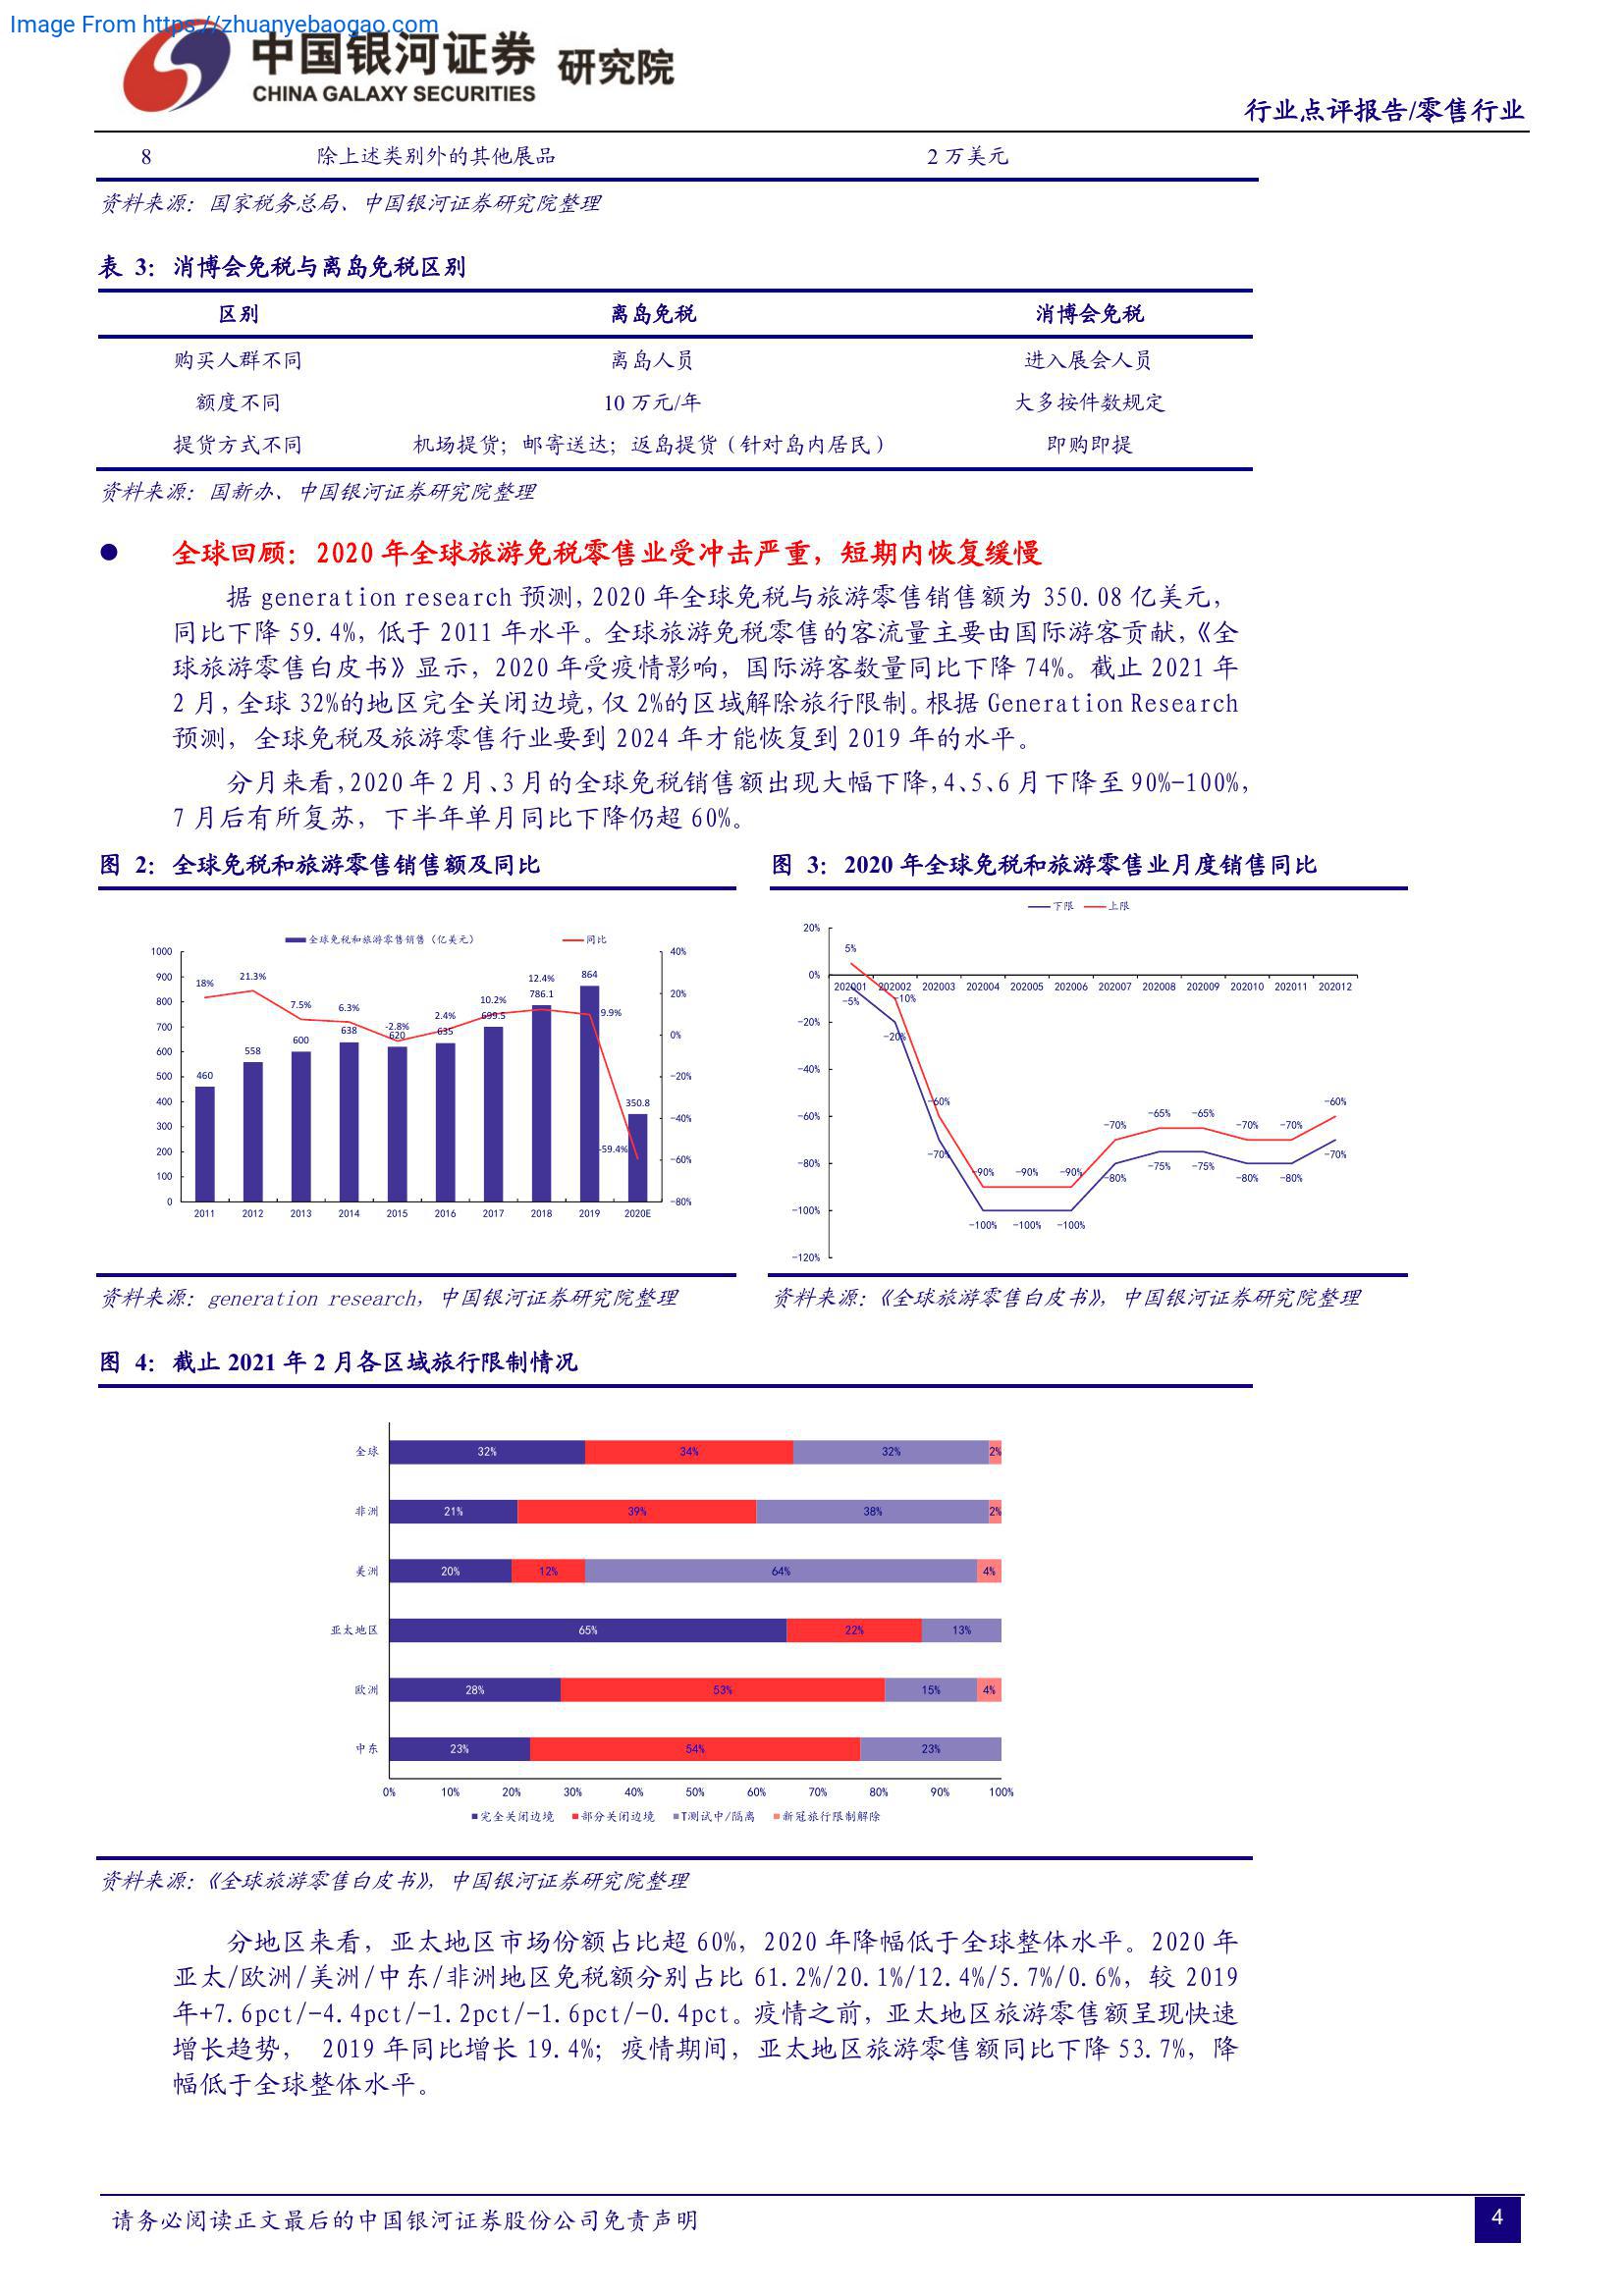 Image From https://zhuanyebaogao.com
中国银河证券 研究院
CHINA GALAXY SECURITIES
行业点评报告/零售行业
8 除上述类别外的其他展品 2 万美元
资料来源：国家税务总局、中国银河证券研究院整理
表 3：消博会免税与离岛免税区别
区别 离岛免税 消博会免税
购买人群不同 离岛人员 进入展会人员
额度不同 10 万元/年 大多按件数规定
提货方式不同 机场提货；邮寄送达；返岛提货（针对岛内居民） 即购即提
资料来源：国新办、中国银河证券研究院整理
● 全球回顾：2020 年全球旅游免税零售业受冲击严重，短期内恢复缓慢
据 generation research 预测，2020 年全球免税与旅游零售销售额为 350.08 亿美元，
同比下降 59.4%，低于 2011 年水平。全球旅游免税零售的客流量主要由国际游客贡献，《全
球旅游零售白皮书》显示，2020 年受疫情影响，国际游客数量同比下降 74%。截止 2021 年
2 月，全球 32%的地区完全关闭边境，仅 2%的区域解除旅行限制。根据 Generation Research
预测，全球免税及旅游零售行业要到 2024 年才能恢复到 2019 年的水平。
分月来看，2020 年 2 月、3 月的全球免税销售额出现大幅下降，4、5、6 月下降至 90%-100%，
7 月后有所复苏，下半年单月同比下降仍超 60%。
图 2：全球免税和旅游零售销售额及同比
全球免税和旅游零售销售（亿美元） 同比
1000 40%
900
800 20%
700
600 0%
500 -20%
400
300 -40%
200 -60%
100
0 -80%
18% 21.3% 7.5% 6.3% -2.8% 2.4% 10.2% 12.4% 9.9% -59.4%
460 558 600 638 620 635 699.5 786.1 864 350.8
2011 2012 2013 2014 2015 2016 2017 2018 2019 2020E
资料来源：generation research，中国银河证券研究院整理
图 3：2020 年全球免税和旅游零售业月度销售同比
下限 上限
20%
0%
-20%
-40%
-60%
-80%
-100%
-120%
202001 202002 202003 202004 202005 202006 202007 202008 202009 202010 202011 202012
5% -10% -60% -90% -90% -90% -70% -65% -65% -70% -70% -60%
-5% -20% -70% -100% -100% -100% -80% -75% -75% -80% -80% -70%
资料来源：《全球旅游零售白皮书》，中国银河证券研究院整理
图 4：截止 2021 年 2 月各区域旅行限制情况
全球 32% 34% 32% 2%
非洲 21% 39% 38% 2%
美洲 20% 12% 64% 4%
亚太地区 65% 22% 13%
欧洲 28% 53% 15% 4%
中东 23% 54% 23%
0% 10% 20% 30% 40% 50% 60% 70% 80% 90% 100%
完全关闭边境 部分关闭边境 T测试中/隔离 新冠旅行限制解除
资料来源：《全球旅游零售白皮书》，中国银河证券研究院整理
分地区来看，亚太地区市场份额占比超 60%，2020 年降幅低于全球整体水平。2020 年
亚太/欧洲/美洲/中东/非洲地区免税额分别占比 61.2%/20.1%/12.4%/5.7%/0.6%，较 2019
年+7.6pct/-4.4pct/-1.2pct/-1.6pct/-0.4pct。疫情之前，亚太地区旅游零售额呈现快速
增长趋势， 2019 年同比增长 19.4%；疫情期间，亚太地区旅游零售额同比下降 53.7%，降
幅低于全球整体水平。
请务必阅读正文最后的中国银河证券股份公司免责声明
4